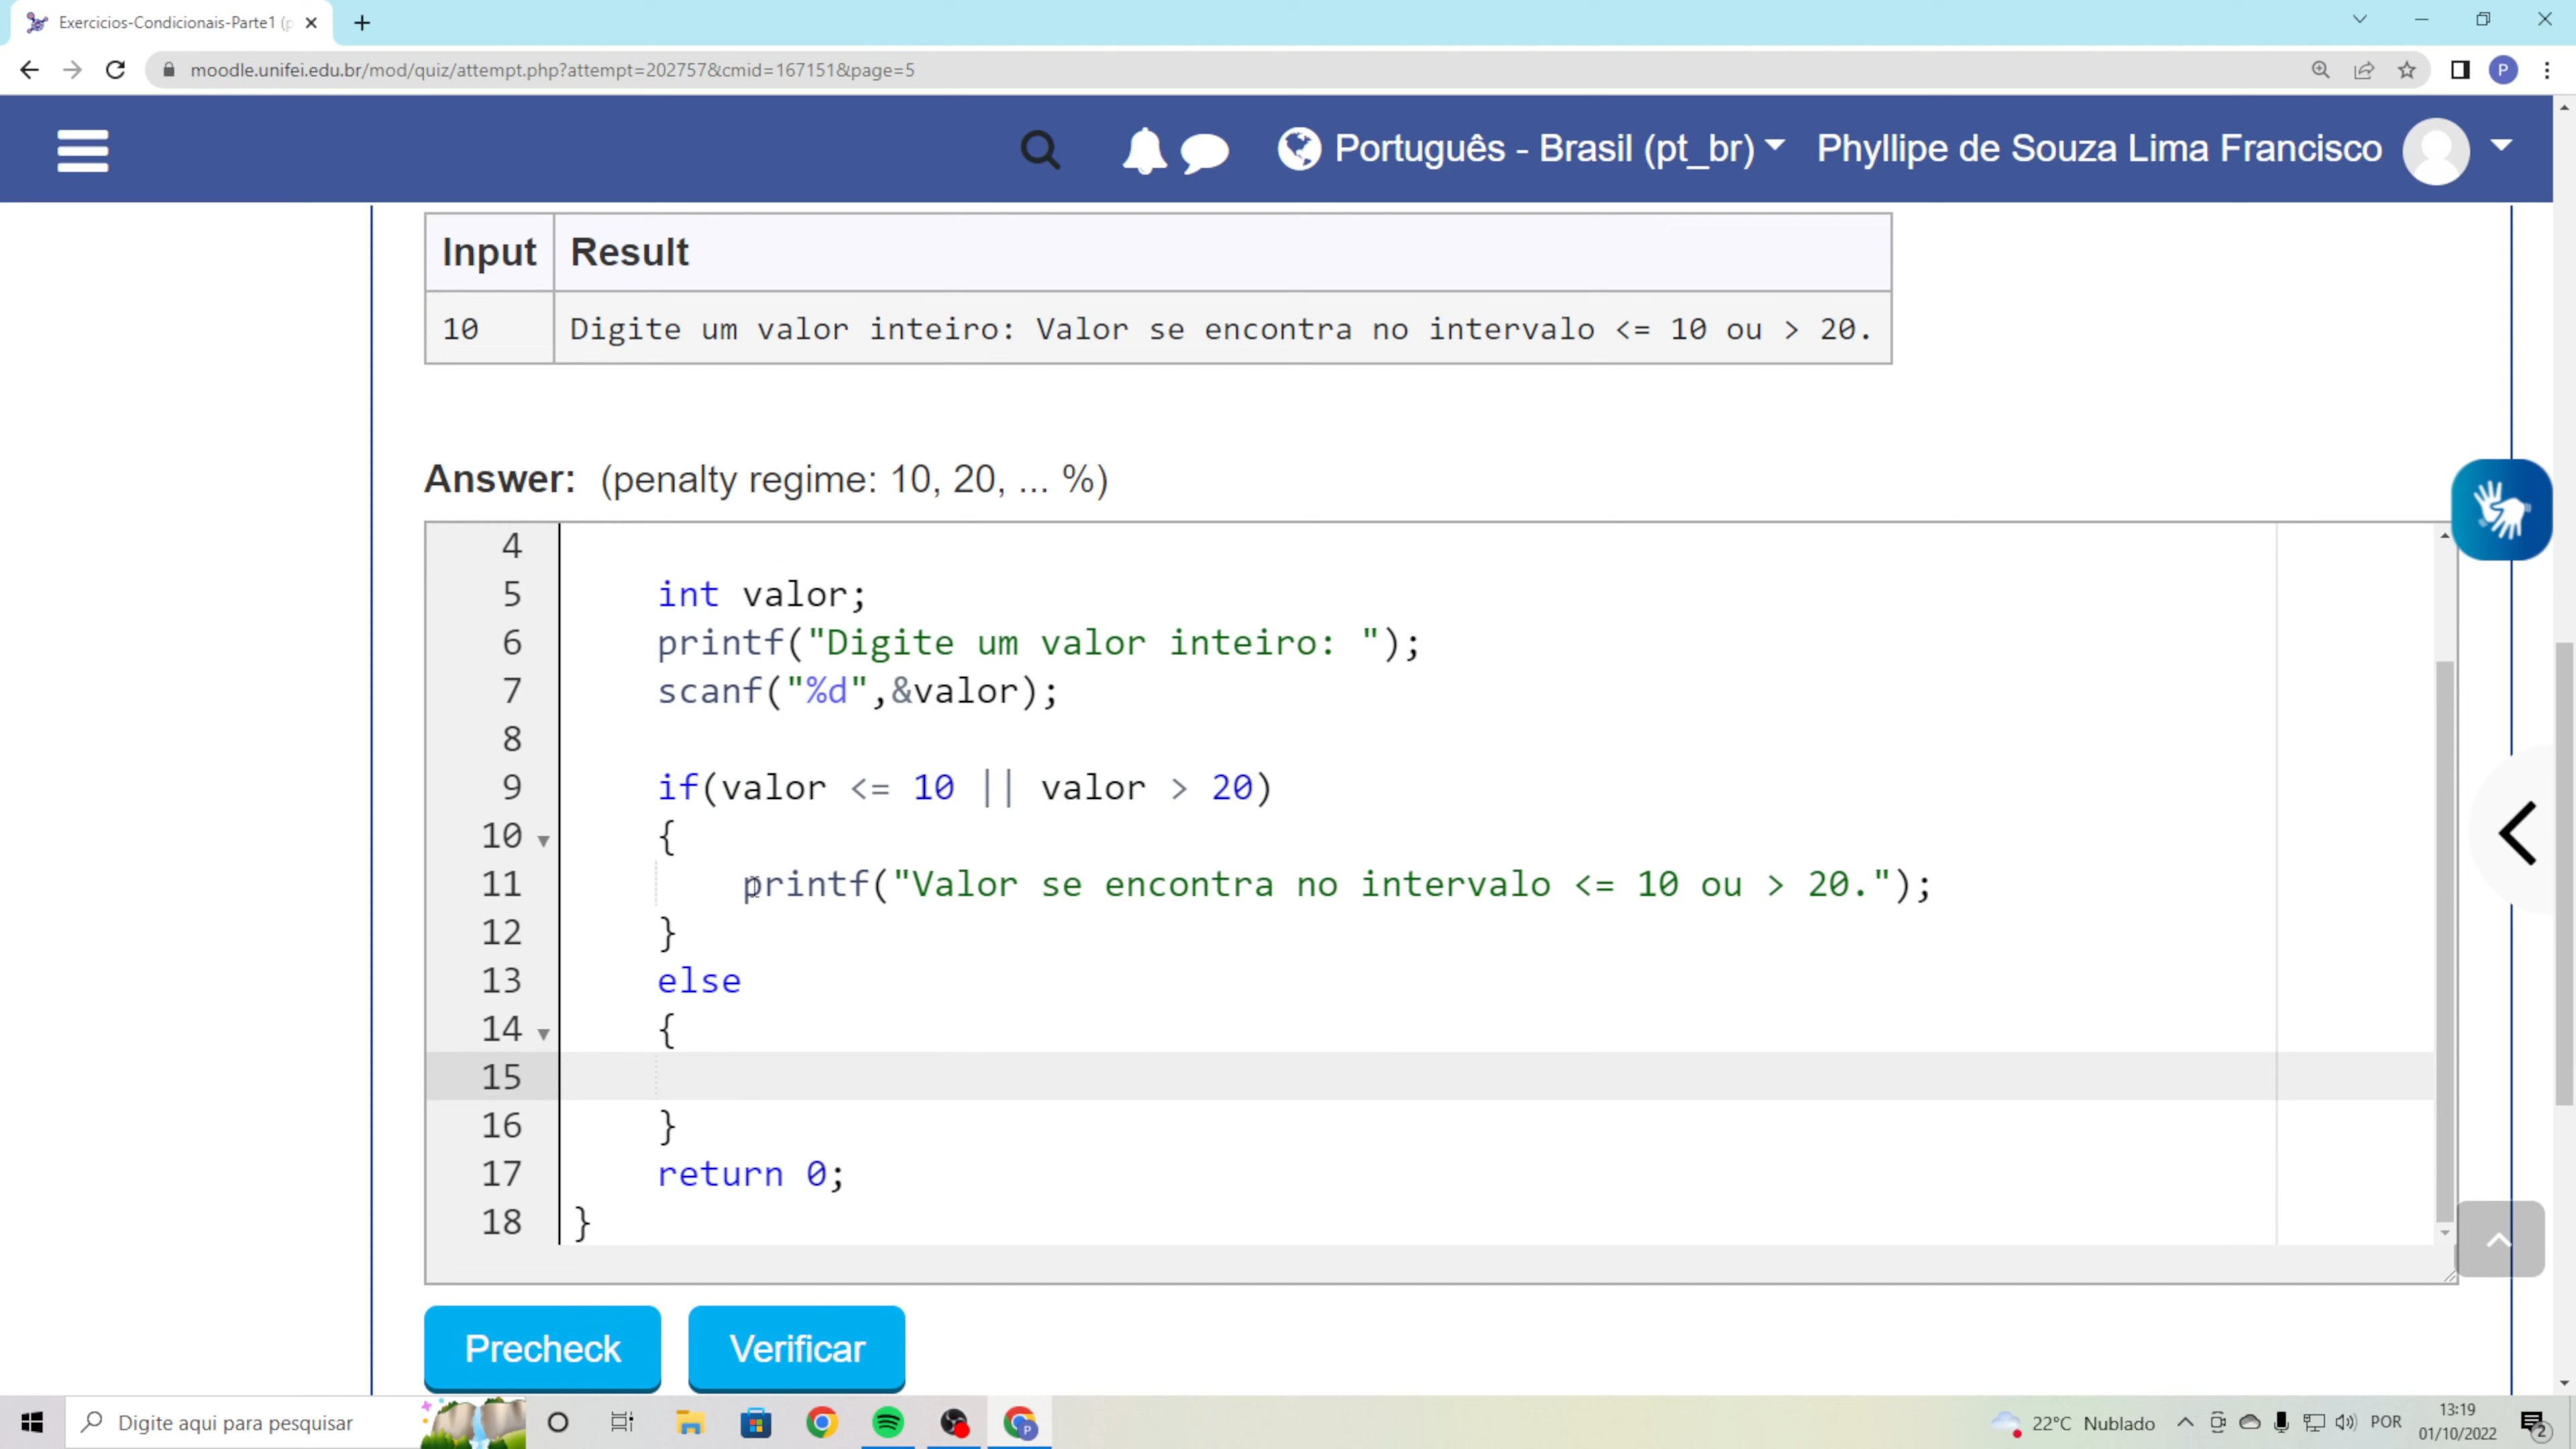 Exercicios-Condicionais-Parte1 (p
moodle.unifei.edu.br/mod/quiz/attempt.php?attempt=202757&cmid=167151&page=5
P
Português - Brasil (pt_br)
Phyllipe de Souza Lima Francisco
Input Result
10 Digite um valor inteiro: Valor se encontra no intervalo <= 10 ou > 20.
Answer: (penalty regime: 10, 20, ... %)
4
5 int valor;
6 printf("Digite um valor inteiro: ");
7 scanf("%d",&valor);
8
9 if(valor <= 10 || valor > 20)
10 {
11 printf("Valor se encontra no intervalo <= 10 ou > 20.");
12 }
13 else
14 {
15
16 }
17 return 0;
18 }
Precheck Verificar
Digite aqui para pesquisar
P
22°C Nublado
POR
13:19
01/10/2022
2